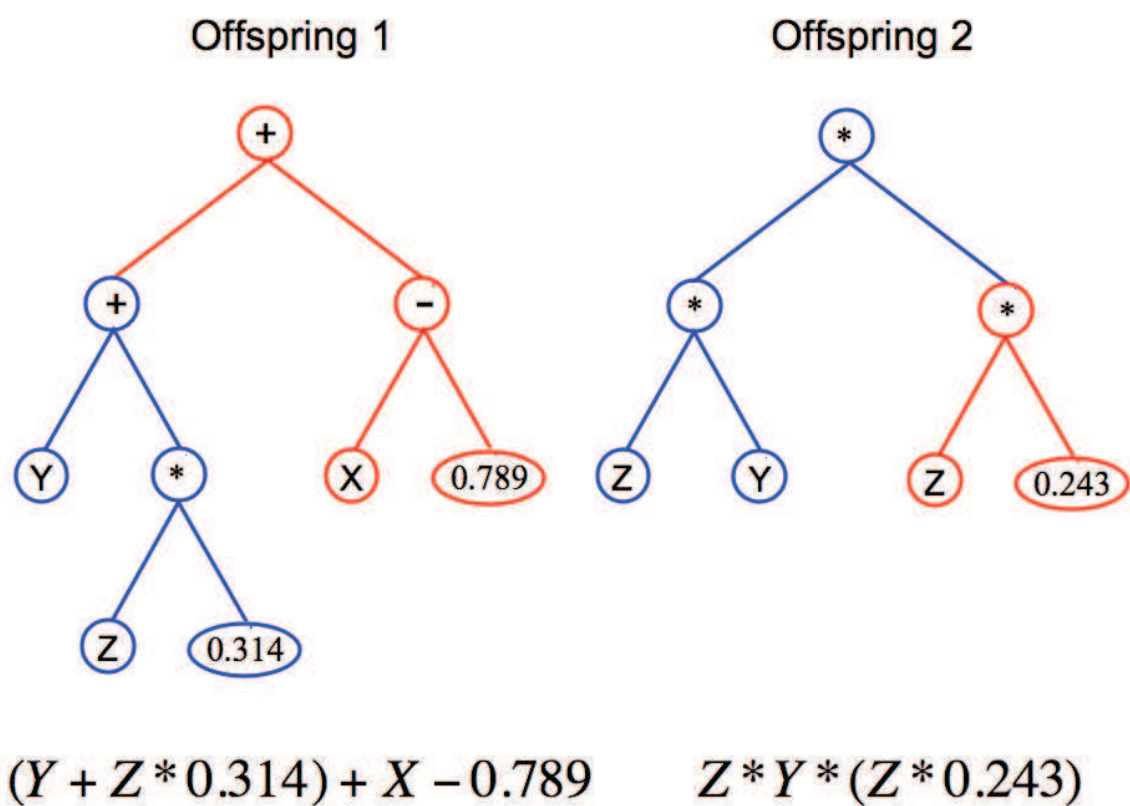 Offspring 1 Offspring 2
+ *
+ - * *
Y * X 0.789 Z Y Z 0.243
Z 0.314
(Y + Z * 0.314) + X - 0.789 Z * Y * (Z * 0.243)